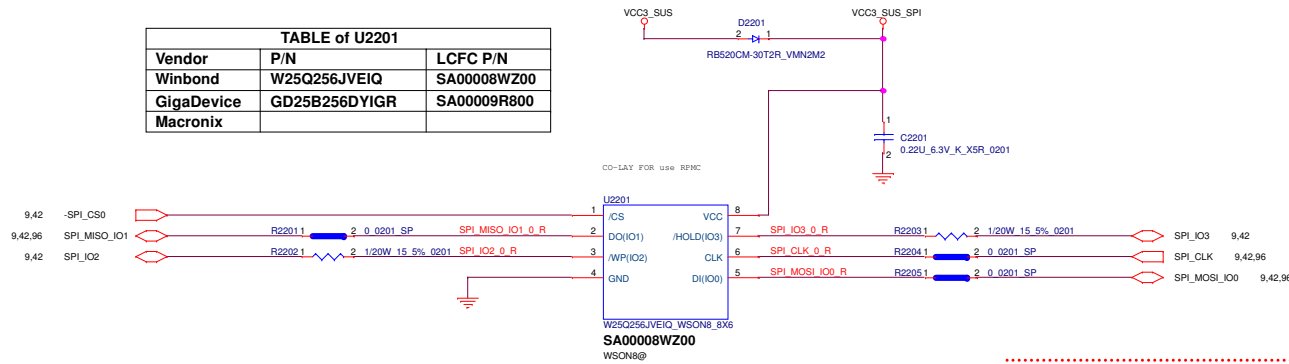 VCC3_SUS
VCC3_SUS_SPI
D2201
2 1
RB520CM-30T2R_VMN2M2
TABLE of U2201
Vendor P/N LCFC P/N
Winbond W25Q256JVEIQ SA00008WZ00
GigaDevice GD25B256DYIGR SA00009R800
Macronix
1
C2201
0.22U_6.3V_K_X5R_0201
2
CO-LAY FOR use RPMC
U2201
9,42 -SPI_CS0 1 /CS VCC 8
9,42,96 SPI_MISO_IO1 R2201 1 2 0_0201_SP SPI_MISO_IO1_0_R 2 DO(IO1) /HOLD(IO3) 7 SPI_IO3_0_R R2203 1 2 1/20W_15_5%_0201 SPI_IO3 9,42
9,42 SPI_IO2 R2202 1 2 1/20W_15_5%_0201 SPI_IO2_0_R 3 /WP(IO2) CLK 6 SPI_CLK_0_R R2204 1 2 0_0201_SP SPI_CLK 9,42,96
4 GND DI(IO0) 5 SPI_MOSI_IO0_R R2205 1 2 0_0201_SP SPI_MOSI_IO0 9,42,96
W25Q256JVEIQ_WSON8_8X6
SA00008WZ00
WSON8@